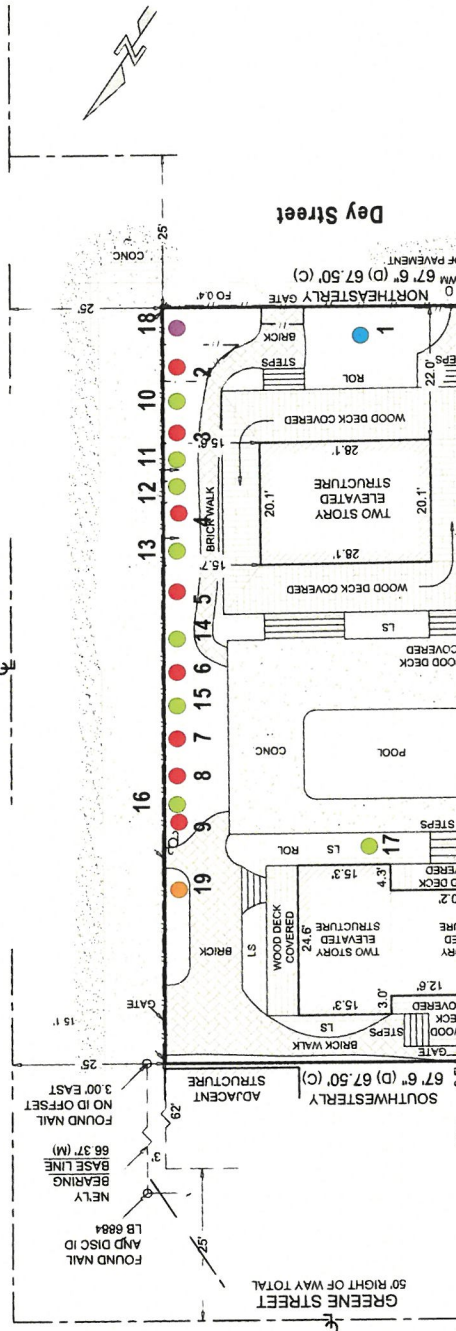 25'
CONC
25'
Dey Street
OF PAVEMENT
67' 6" (D) 67.50' (C)
NORTHEASTERLY
WM
GATE
FO 0.4'
18
BRICK
STEPS
1
2
ROL
22.0'
10
WOOD DECK COVERED
3
15.6'
28.1'
11
12
4
BRICK WALK
20.1'
TWO STORY
ELEVATED
STRUCTURE
20.1'
13
15.7'
28.1'
5
WOOD DECK COVERED
14
LS
WOOD DECK
COVERED
6
15
7
CONC
POOL
8
16
9
STEPS
ROL
LS
17
15.3'
4.3'
19
WOOD DECK
COVERED
24.6'
TWO STORY
ELEVATED
STRUCTURE
BRICK
LS
15.3'
3.0'
12.6'
LS
STEPS
BRICK WALK
GATE
GATE
15.1'
25'
ADJACENT
STRUCTURE
SOUTHWESTERLY
67' 6" (D) 67.50' (C)
FOUND NAIL
NO ID OFFSET
3.00' EAST
62'
3'
NE'LY
BEARING
BASE LINE
66.37' (M)
FOUND NAIL
AND DISC ID
LB 6884
25'
GREENE STREET
50' RIGHT OF WAY TOTAL